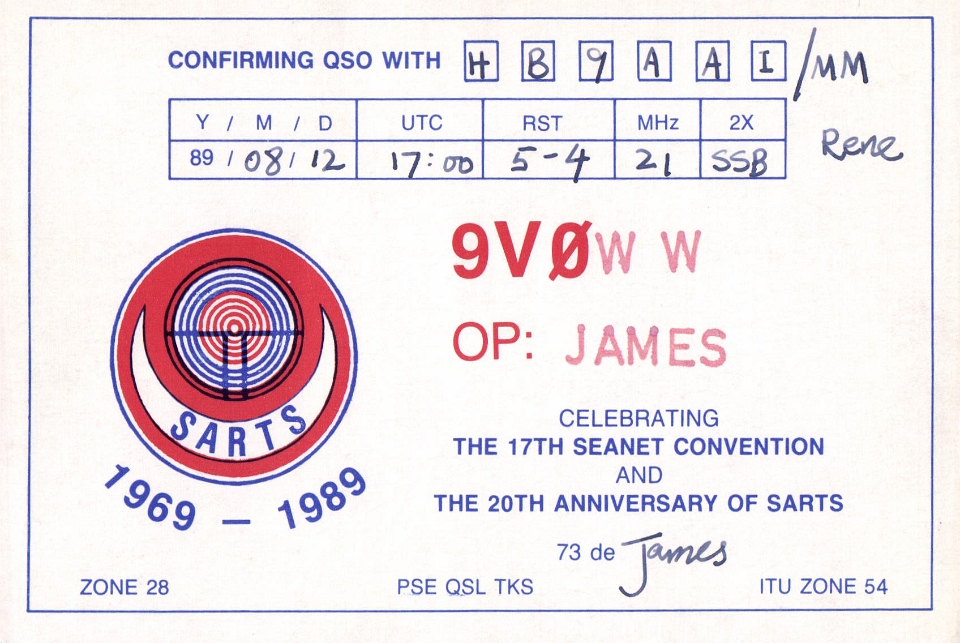 CONFIRMING QSO WITH H B 9 A A I /MM
Y / M / D UTC RST MHz 2X
89 / 08 / 12 17:00 5-4 21 SSB
Rene
9VØWW
OP: JAMES
SARTS
1969 – 1989
CELEBRATING
THE 17TH SEANET CONVENTION
AND
THE 20TH ANNIVERSARY OF SARTS
73 de James
ZONE 28 PSE QSL TKS ITU ZONE 54